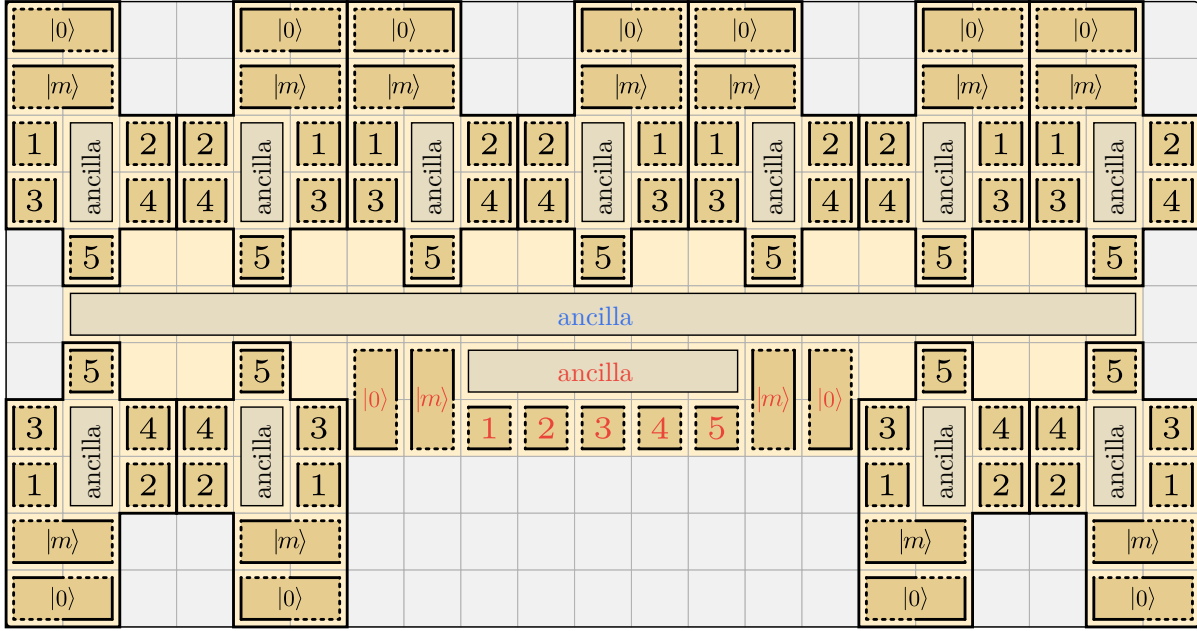 |0⟩ |0⟩ |0⟩ |0⟩ |0⟩ |0⟩ |0⟩
|m⟩ |m⟩ |m⟩ |m⟩ |m⟩ |m⟩ |m⟩
1 ancilla 2 2 ancilla 1 1 ancilla 2 2 ancilla 1 1 ancilla 2 2 ancilla 1 1 ancilla 2
3 4 4 3 3 4 4 3 3 4 4 3 3 4
5 5 5 5 5 5 5
ancilla
5 5 ancilla 5 5
|0⟩ |m⟩ |m⟩ |0⟩
3 ancilla 4 4 ancilla 3 1 2 3 4 5 3 ancilla 4 4 ancilla 3
1 2 2 1 1 2 2 1
|m⟩ |m⟩ |m⟩ |m⟩
|0⟩ |0⟩ |0⟩ |0⟩